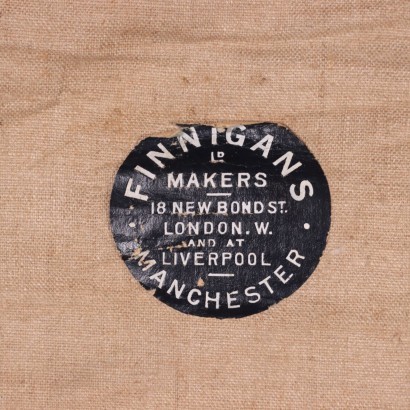 FINNIGANS
LD
MAKERS
18 NEW BOND ST.
LONDON. W.
AND AT
LIVERPOOL
MANCHESTER